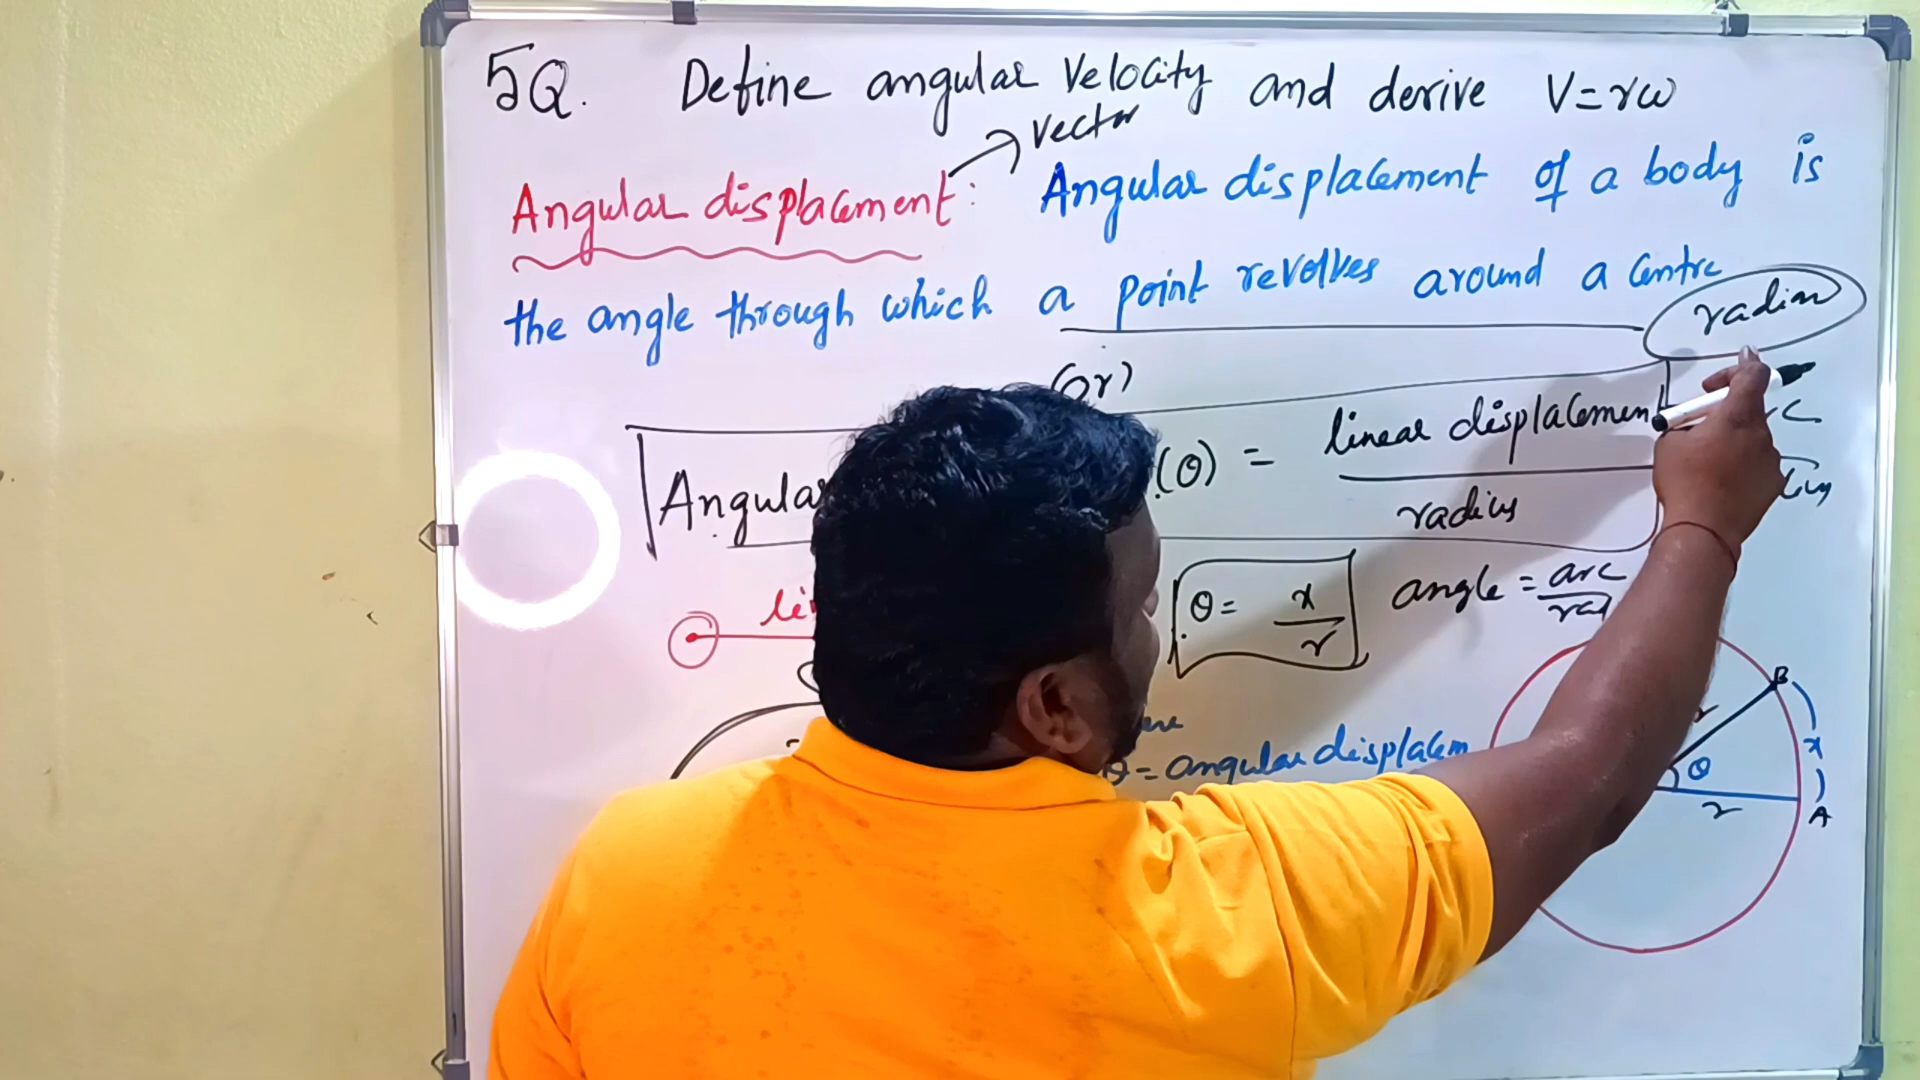 5Q. Define angular velocity and derive V=rω
vector
Angular displacement: Angular displacement of a body is
the angle through which a point revolves around a centre
radian
(or)
Angular (θ) = linear displacement
radius
θ = x/r angle = arc/rad
B
r
x
θ = angular displacem
θ
r A